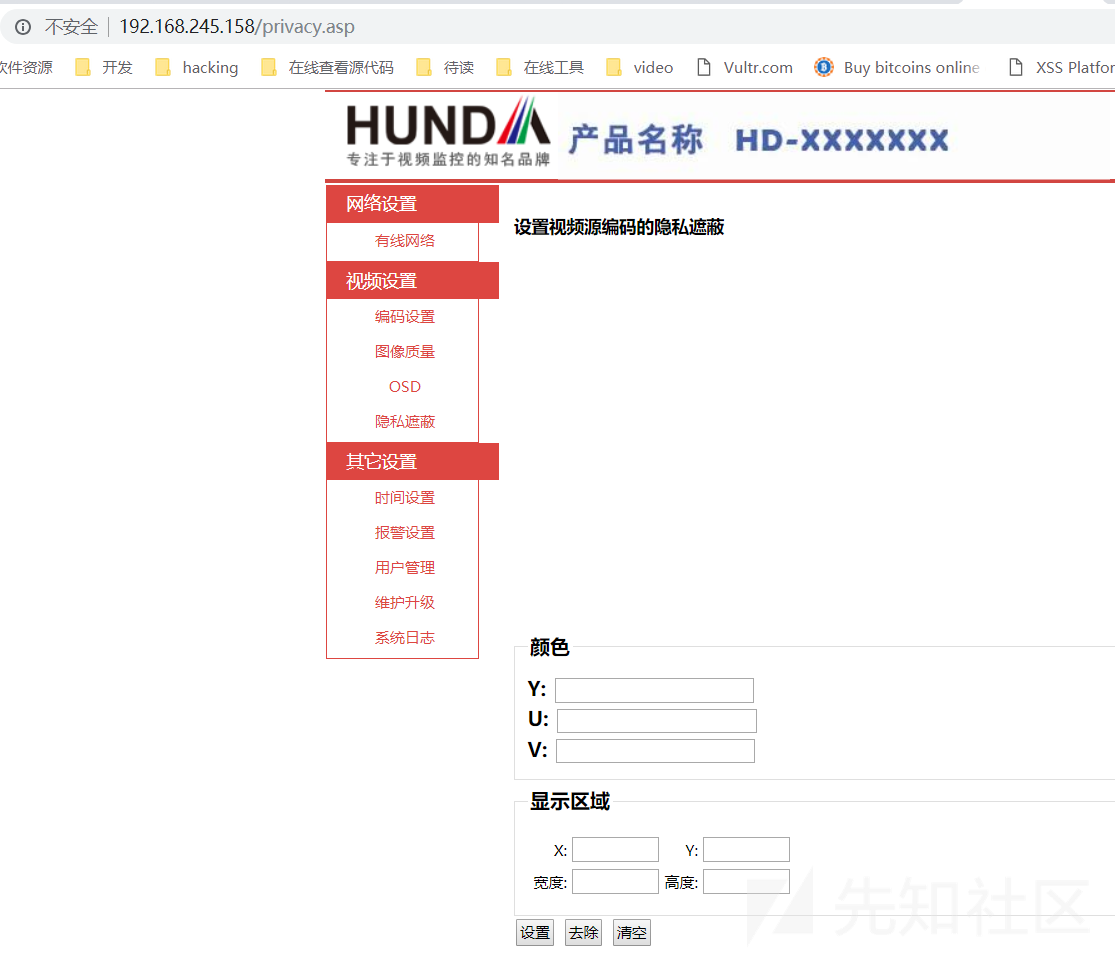 不安全 192.168.245.158/privacy.asp
软件资源 开发 hacking 在线查看源代码 待读 在线工具 video Vultr.com Buy bitcoins online XSS Platfor
HUNDA
专注于视频监控的知名品牌
产品名称 HD-XXXXXXX
网络设置
有线网络
视频设置
编码设置
图像质量
OSD
隐私遮蔽
其它设置
时间设置
报警设置
用户管理
维护升级
系统日志
设置视频源编码的隐私遮蔽
颜色
Y:
U:
V:
显示区域
X: Y:
宽度: 高度:
设置 去除 清空
先知社区